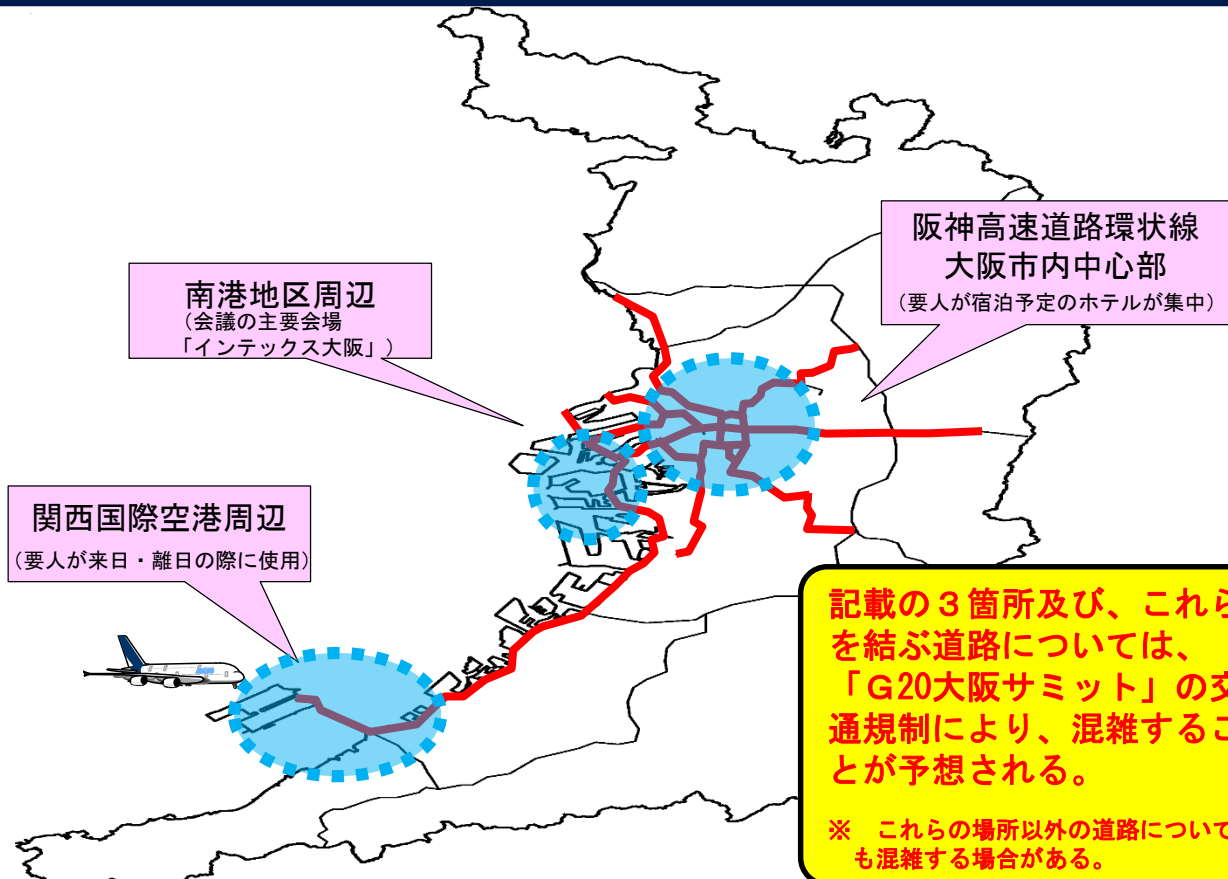 阪神高速道路環状線
大阪市内中心部
(要人が宿泊予定のホテルが集中)
南港地区周辺
(会議の主要会場
「インテックス大阪」)
関西国際空港周辺
(要人が来日・離日の際に使用)
記載の３箇所及び、これら
を結ぶ道路については、
「Ｇ20大阪サミット」の交
通規制により、混雑するこ
とが予想される。
※　これらの場所以外の道路について
も混雑する場合がある。